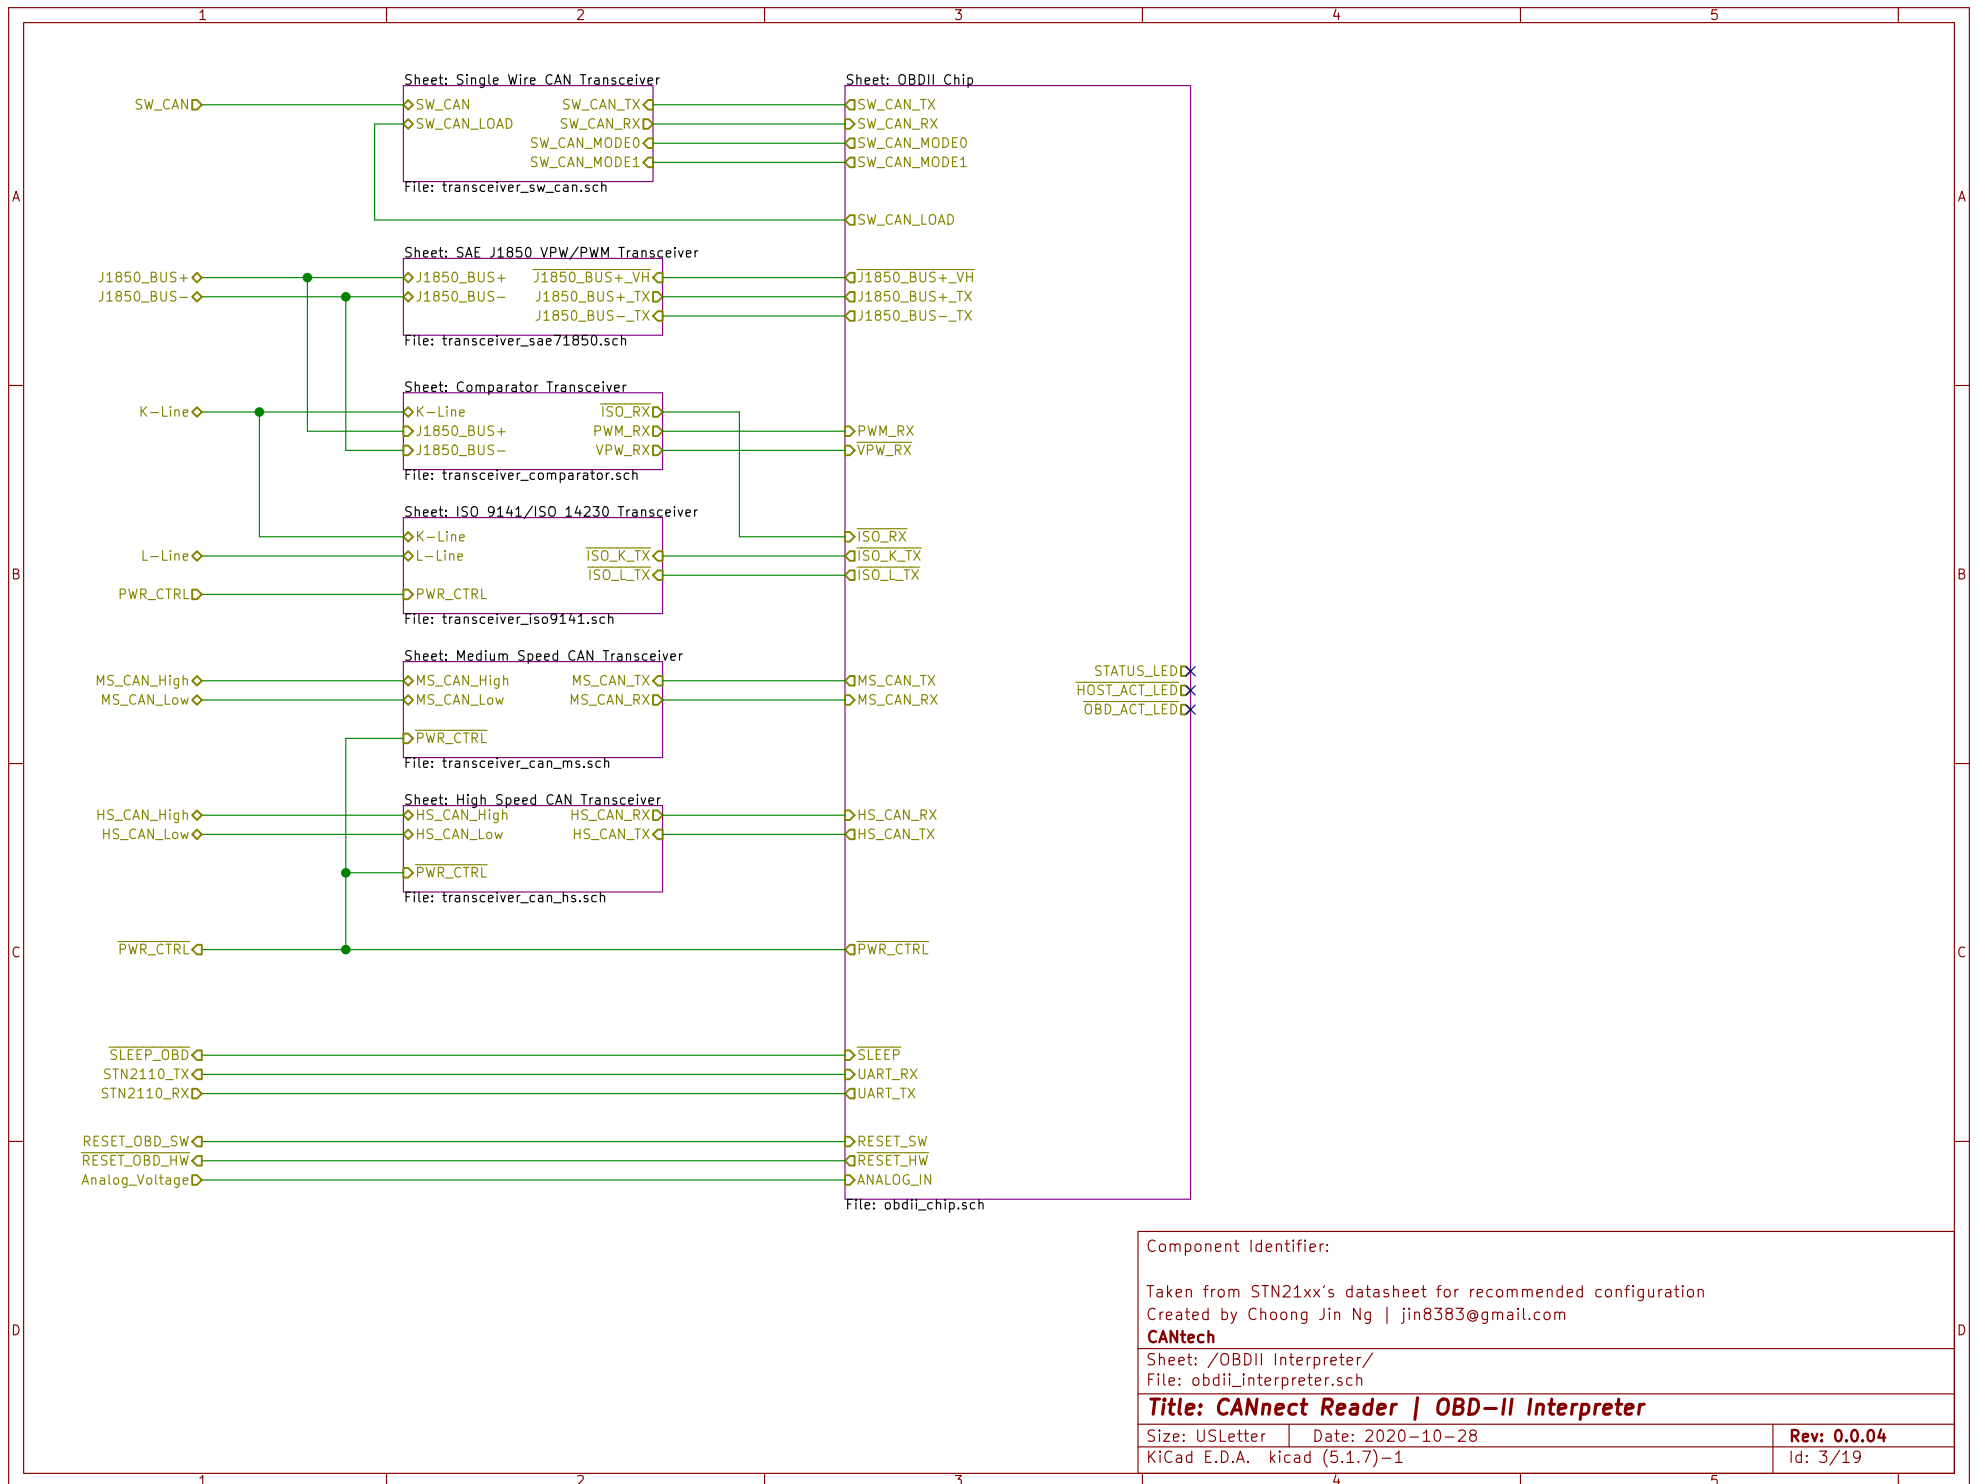 1 2 3 4 5
Sheet: Single Wire CAN Transceiver
Sheet: OBDII Chip
SW_CAN SW_CAN SW_CAN_TX SW_CAN_TX
SW_CAN_LOAD SW_CAN_RX SW_CAN_RX
SW_CAN_MODE0 SW_CAN_MODE0
SW_CAN_MODE1 SW_CAN_MODE1
File: transceiver_sw_can.sch
A A
SW_CAN_LOAD
Sheet: SAE J1850 VPW/PWM Transceiver
J1850_BUS+ J1850_BUS+ J1850_BUS+_VH J1850_BUS+_VH
J1850_BUS- J1850_BUS- J1850_BUS+_TX J1850_BUS+_TX
J1850_BUS-_TX J1850_BUS-_TX
File: transceiver_sae71850.sch
Sheet: Comparator Transceiver
K-Line K-Line ISO_RX
J1850_BUS+ PWM_RX PWM_RX
J1850_BUS- VPW_RX VPW_RX
File: transceiver_comparator.sch
Sheet: ISO 9141/ISO 14230 Transceiver
K-Line ISO_RX
L-Line L-Line ISO_K_TX ISO_K_TX
B ISO_L_TX ISO_L_TX B
PWR_CTRL PWR_CTRL
File: transceiver_iso9141.sch
Sheet: Medium Speed CAN Transceiver
STATUS_LED
MS_CAN_High MS_CAN_High MS_CAN_TX MS_CAN_TX
HOST_ACT_LED
MS_CAN_Low MS_CAN_Low MS_CAN_RX MS_CAN_RX
OBD_ACT_LED
PWR_CTRL
File: transceiver_can_ms.sch
Sheet: High Speed CAN Transceiver
HS_CAN_High HS_CAN_High HS_CAN_RX HS_CAN_RX
HS_CAN_Low HS_CAN_Low HS_CAN_TX HS_CAN_TX
PWR_CTRL
File: transceiver_can_hs.sch
PWR_CTRL PWR_CTRL
C C
SLEEP_OBD SLEEP
STN2110_TX UART_RX
STN2110_RX UART_TX
RESET_OBD_SW RESET_SW
RESET_OBD_HW RESET_HW
Analog_Voltage ANALOG_IN
File: obdii_chip.sch
Component Identifier:
Taken from STN21xx's datasheet for recommended configuration
Created by Choong Jin Ng | jin8383@gmail.com
D D
CANtech
Sheet: /OBDII Interpreter/
File: obdii_interpreter.sch
Title: CANnect Reader | OBD-II Interpreter
Size: USLetter Date: 2020-10-28 Rev: 0.0.04
KiCad E.D.A. kicad (5.1.7)-1 Id: 3/19
1 2 3 4 5